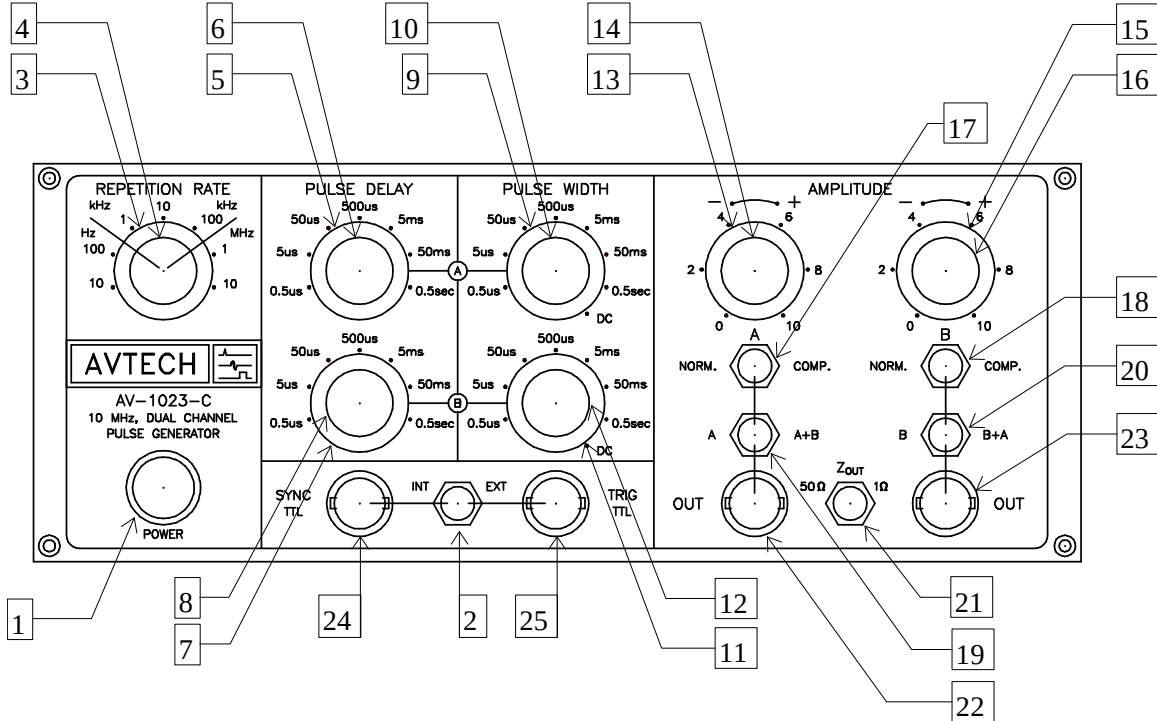 4
6
10
14
15
3
5
9
13
16
17
REPETITION RATE
PULSE DELAY
PULSE WIDTH
AMPLITUDE
kHz 1 10 kHz
Hz 100 100 MHz 1
10 10
50us 500us 5ms
5us 50ms
0.5us 0.5sec
A
50us 500us 5ms
5us 50ms
0.5us 0.5sec
DC
− +
4 6
2 8
0 10
A
− +
4 6
2 8
0 10
B
NORM. COMP.
NORM. COMP.
18
AVTECH
AV-1023-C
10 MHz, DUAL CHANNEL
PULSE GENERATOR
POWER
50us 500us 5ms
5us 50ms
0.5us 0.5sec
B
50us 500us 5ms
5us 50ms
0.5us 0.5sec
DC
A A+B
B B+A
20
23
SYNC
TTL
INT EXT
TRIG
TTL
OUT
ZOUT
50Ω 1Ω
OUT
1
8
24
2
25
12
21
7
11
19
22